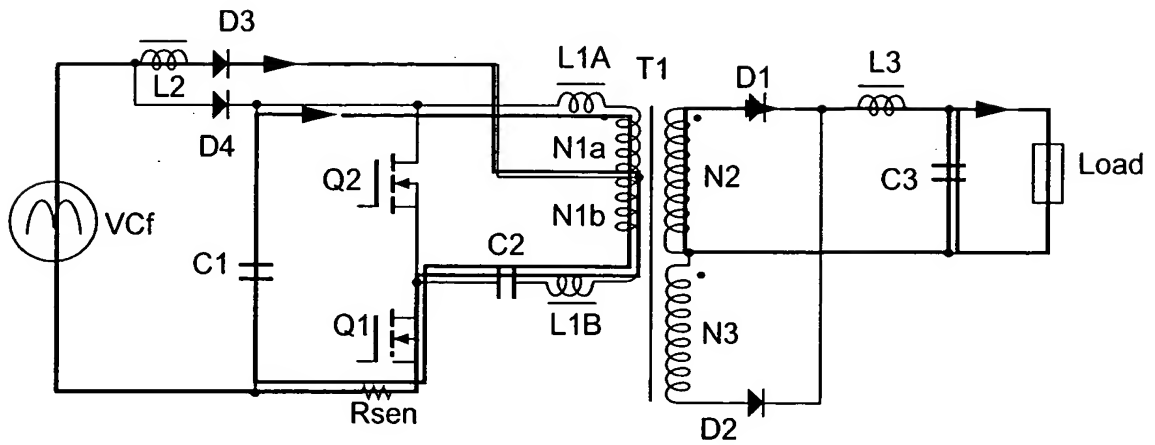 D3
L2
D4
L1A
T1
D1
L3
N1a
N1b
Q2
N2
C3
Load
VCf
C1
C2
Q1
L1B
N3
Rsen
D2